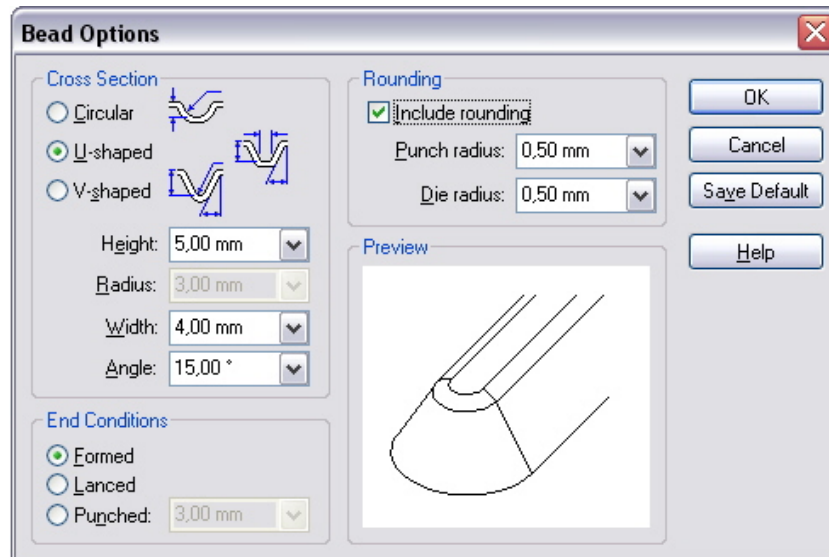 Bead Options
Cross Section
Circular
U-shaped
V-shaped
Height: 5,00 mm
Radius: 3,00 mm
Width: 4,00 mm
Angle: 15,00 °
End Conditions
Formed
Lanced
Punched: 3,00 mm
Rounding
Include rounding
Punch radius: 0,50 mm
Die radius: 0,50 mm
Preview
OK
Cancel
Save Default
Help